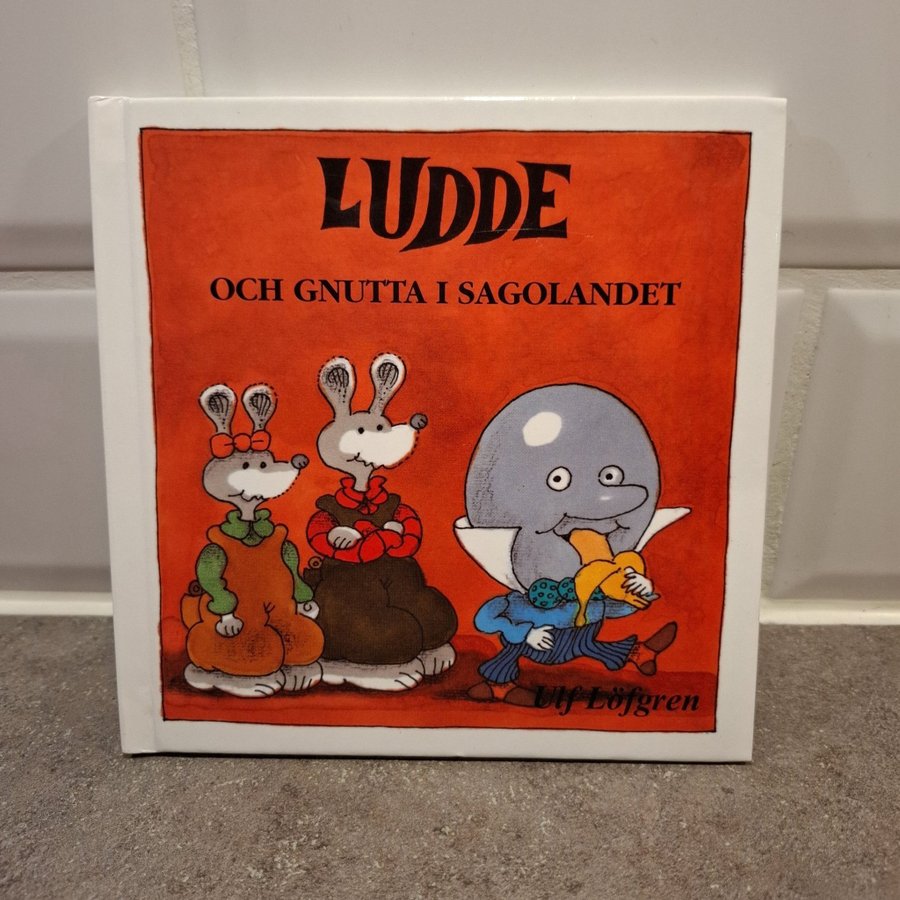 LUDDE
OCH GNUTTA I SAGOLANDET
Ulf Löfgren